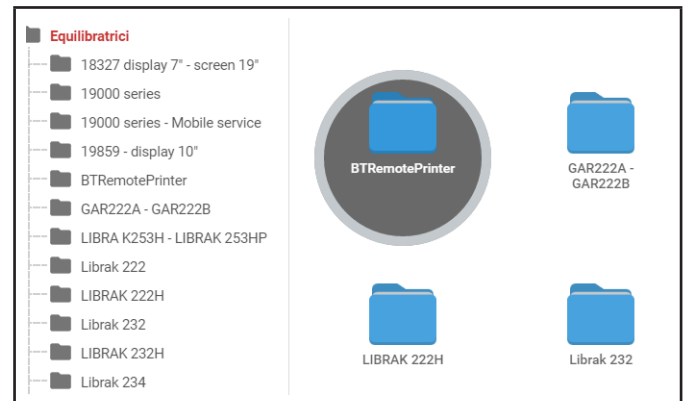 Equilibratrici
18327 display 7" - screen 19"
19000 series
19000 series - Mobile service
19859 - display 10"
BTRemotePrinter
GAR222A - GAR222B
LIBRA K253H - LIBRAK 253HP
Librak 222
LIBRAK 222H
Librak 232
LIBRAK 232H
Librak 234
BTRemotePrinter
GAR222A -
GAR222B
LIBRAK 222H
Librak 232